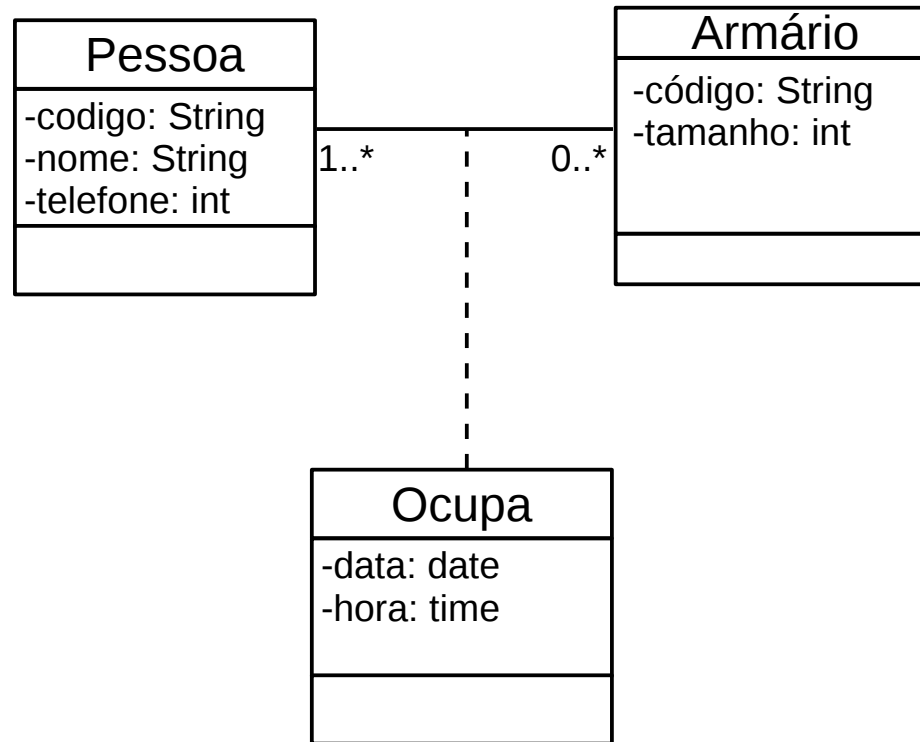 Pessoa
-codigo: String
-nome: String
-telefone: int
1..*
0..*
Armário
-código: String
-tamanho: int
Ocupa
-data: date
-hora: time